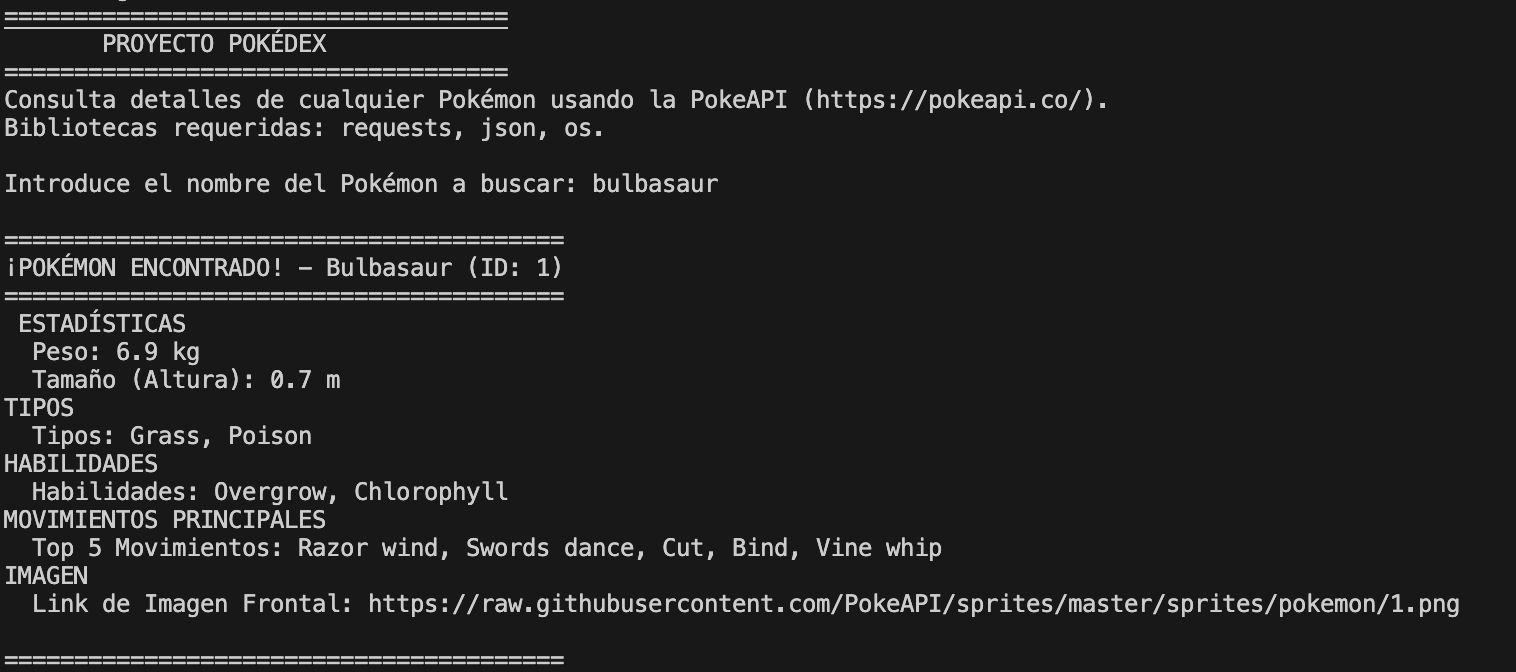 ====================================
PROYECTO POKÉDEX
====================================
Consulta detalles de cualquier Pokémon usando la PokeAPI (https://pokeapi.co/).
Bibliotecas requeridas: requests, json, os.
Introduce el nombre del Pokémon a buscar: bulbasaur
========================================
¡POKÉMON ENCONTRADO! – Bulbasaur (ID: 1)
========================================
ESTADÍSTICAS
Peso: 6.9 kg
Tamaño (Altura): 0.7 m
TIPOS
Tipos: Grass, Poison
HABILIDADES
Habilidades: Overgrow, Chlorophyll
MOVIMIENTOS PRINCIPALES
Top 5 Movimientos: Razor wind, Swords dance, Cut, Bind, Vine whip
IMAGEN
Link de Imagen Frontal: https://raw.githubusercontent.com/PokeAPI/sprites/master/sprites/pokemon/1.png
========================================